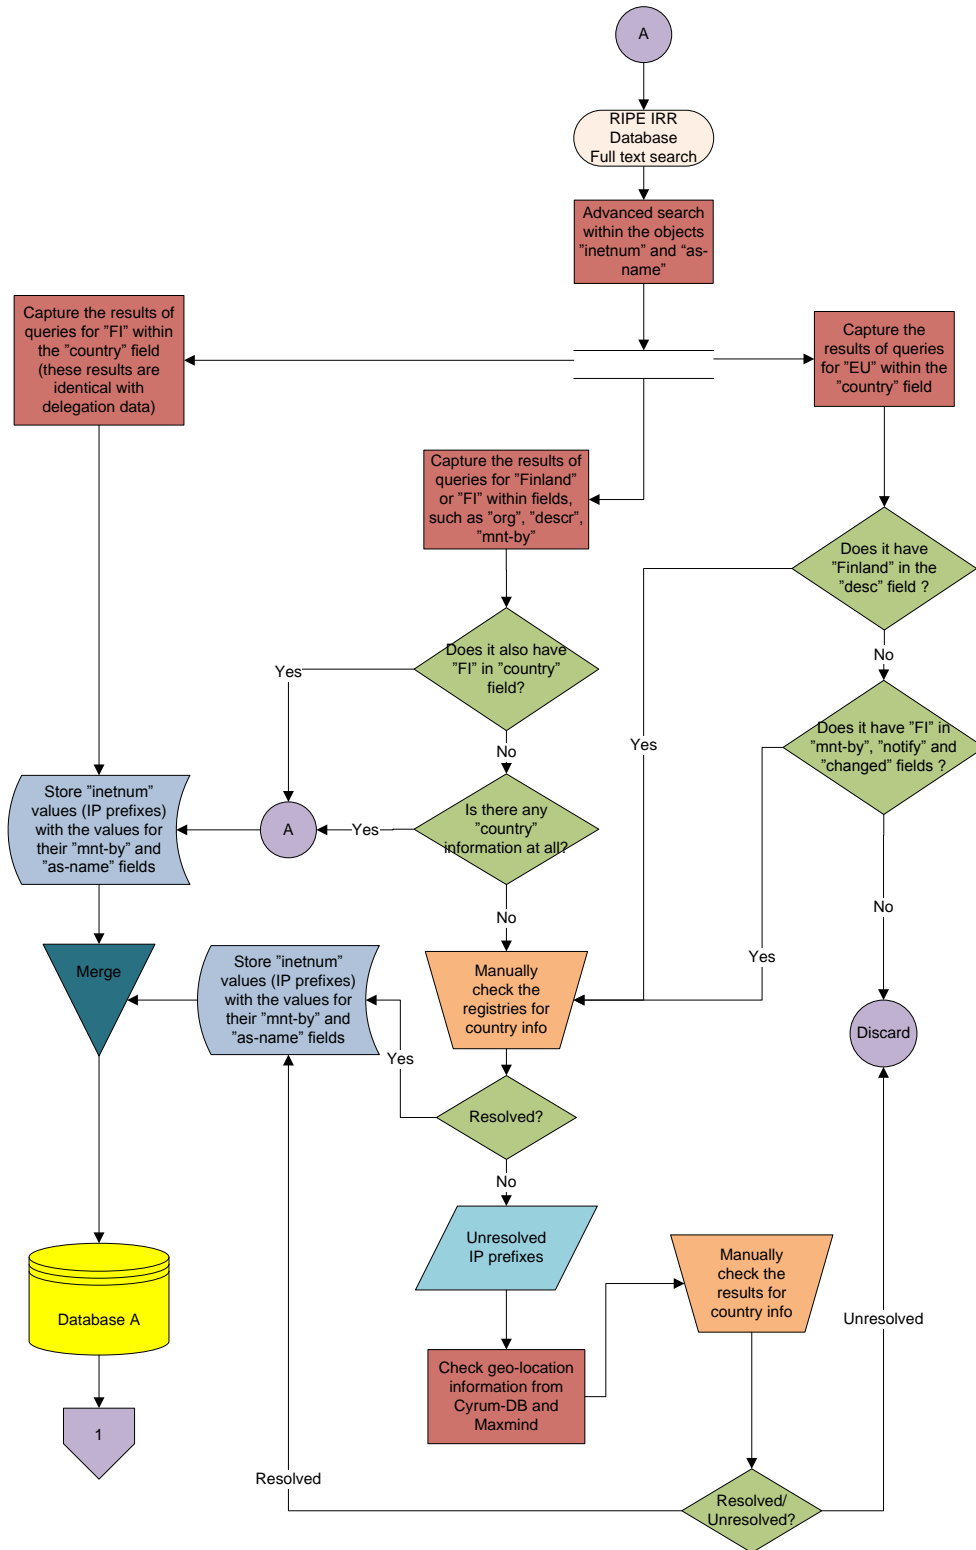 A
RIPE IRR
Database
Full text search
Advanced search
within the objects
”inetnum” and “as-
name”
Capture the results of
queries for ”FI” within
the ”country” field
(these results are
identical with
delegation data)
Capture the
results of queries
for ”EU” within the
”country” field
Capture the results of
queries for ”Finland”
or ”FI” within fields,
such as ”org”, ”descr”,
”mnt-by”
Does it have
”Finland” in the
”desc” field ?
Does it also have
”FI” in ”country”
field?
Yes
No
No
Does it have ”FI” in
”mnt-by”, ”notify” and
”changed” fields ?
Yes
Store ”inetnum”
values (IP prefixes)
with the values for
their ”mnt-by” and
”as-name” fields
A
Yes
Is there any
”country”
information at all?
No
No
Yes
Merge
Store ”inetnum”
values (IP prefixes)
with the values for
their ”mnt-by” and
”as-name” fields
Manually
check the
registries for
country info
Discard
Yes
Resolved?
No
Unresolved
IP prefixes
Manually
check the
results for
country info
Database A
Unresolved
Check geo-location
information from
Cyrum-DB and
Maxmind
1
Resolved
Resolved/
Unresolved?